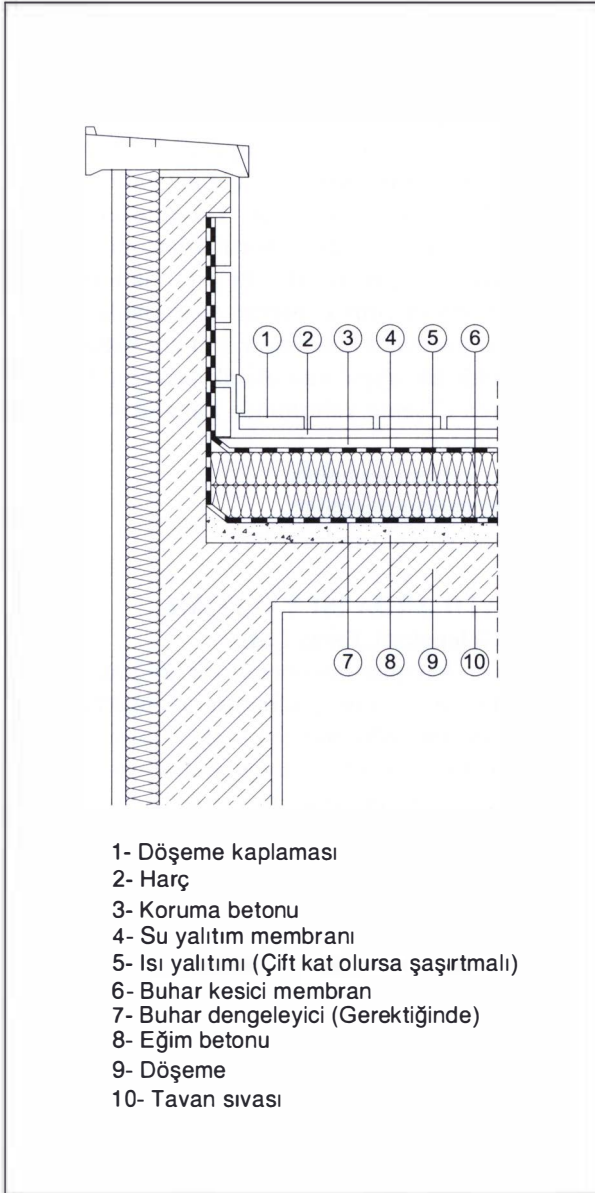 1 2 3 4 5 6
7 8 9 10
1- Döşeme kaplaması
2- Harç
3- Koruma betonu
4- Su yalıtım membranı
5- Isı yalıtımı (Çift kat olursa şaşırtmalı)
6- Buhar kesici membran
7- Buhar dengeleyici (Gerektiğinde)
8- Eğim betonu
9- Döşeme
10- Tavan sıvası